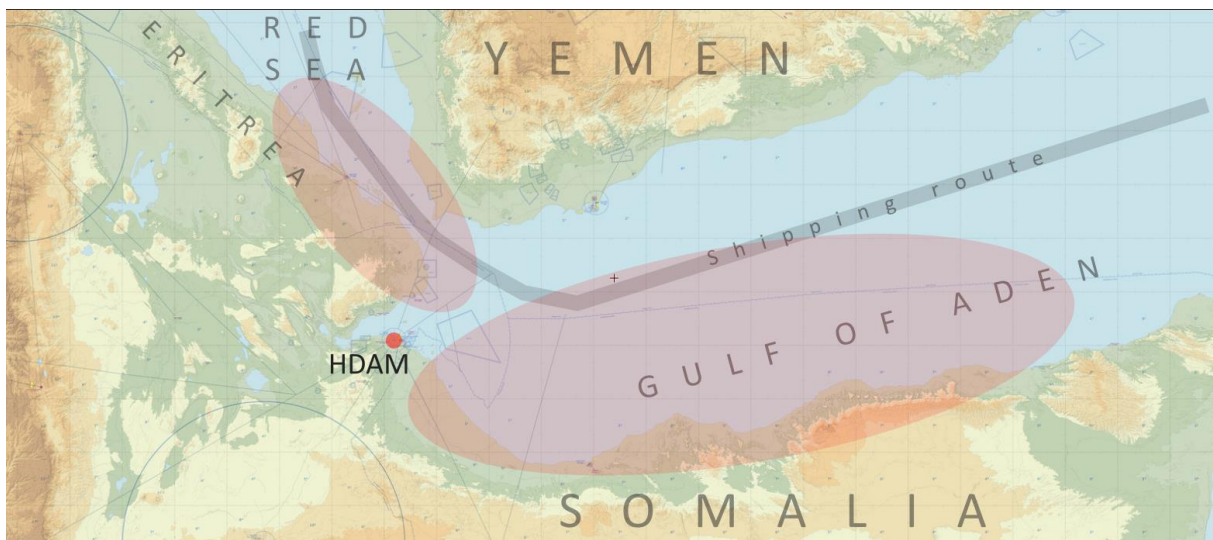 RED
SEA
ERITREA
YEMEN
Shipping route
GULF OF ADEN
HDAM
SOMALIA